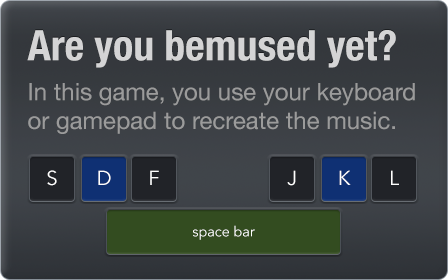 Are you bemused yet?
In this game, you use your keyboard
or gamepad to recreate the music.
S D F J K L
space bar